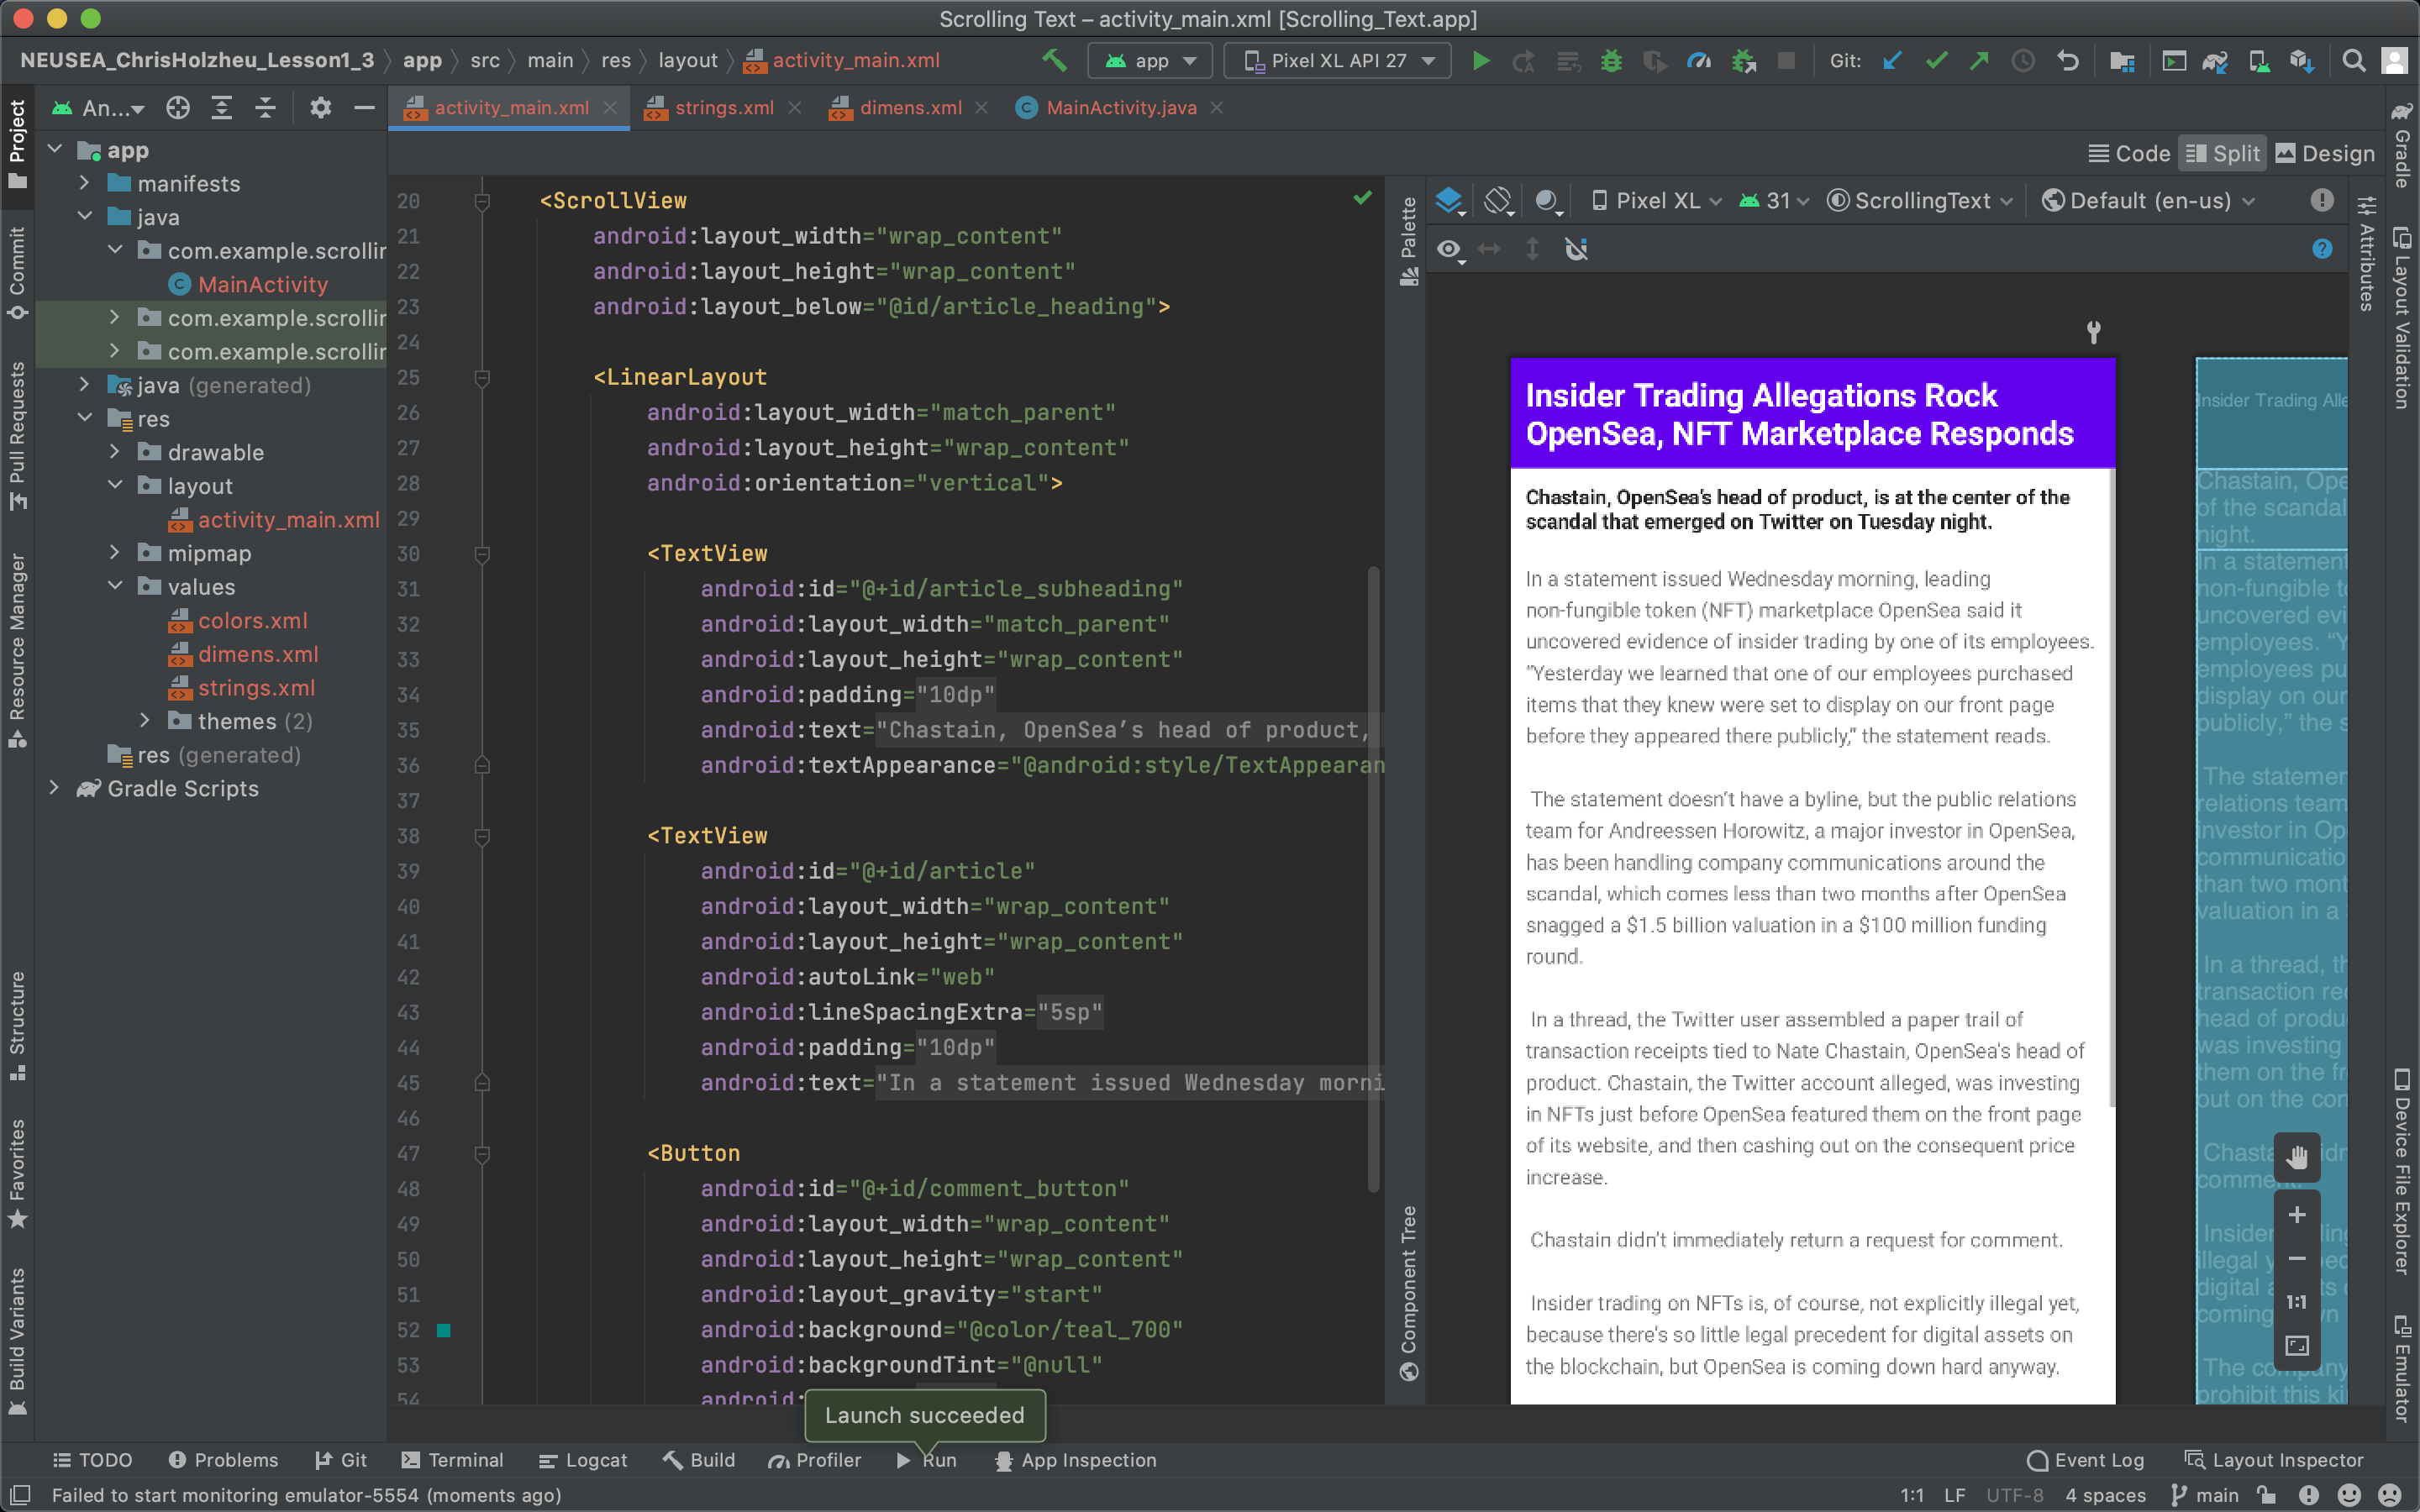 Scrolling Text – activity_main.xml [Scrolling_Text.app]
NEUSEA_ChrisHolzheu_Lesson1_3 app src main res layout activity_main.xml app Pixel XL API 27 Git:
Project
Commit
Pull Requests
Resource Manager
Structure
Favorites
Build Variants
An...
app
manifests
java
com.example.scrollin
MainActivity
com.example.scrollin
com.example.scrollin
java (generated)
res
drawable
layout
activity_main.xml
mipmap
values
colors.xml
dimens.xml
strings.xml
themes (2)
res (generated)
Gradle Scripts
activity_main.xml strings.xml dimens.xml MainActivity.java
Code Split Design
20 <ScrollView
21 android:layout_width="wrap_content"
22 android:layout_height="wrap_content"
23 android:layout_below="@id/article_heading">
24
25 <LinearLayout
26 android:layout_width="match_parent"
27 android:layout_height="wrap_content"
28 android:orientation="vertical">
29
30 <TextView
31 android:id="@+id/article_subheading"
32 android:layout_width="match_parent"
33 android:layout_height="wrap_content"
34 android:padding="10dp"
35 android:text="Chastain, OpenSea’s head of product,
36 android:textAppearance="@android:style/TextAppearan
37
38 <TextView
39 android:id="@+id/article"
40 android:layout_width="wrap_content"
41 android:layout_height="wrap_content"
42 android:autoLink="web"
43 android:lineSpacingExtra="5sp"
44 android:padding="10dp"
45 android:text="In a statement issued Wednesday morni
46
47 <Button
48 android:id="@+id/comment_button"
49 android:layout_width="wrap_content"
50 android:layout_height="wrap_content"
51 android:layout_gravity="start"
52 android:background="@color/teal_700"
53 android:backgroundTint="@null"
54 android:
Launch succeeded
Palette
Component Tree
Pixel XL 31 ScrollingText Default (en-us)
Insider Trading Allegations Rock
OpenSea, NFT Marketplace Responds
Chastain, OpenSea’s head of product, is at the center of the
scandal that emerged on Twitter on Tuesday night.
In a statement issued Wednesday morning, leading
non-fungible token (NFT) marketplace OpenSea said it
uncovered evidence of insider trading by one of its employees.
“Yesterday we learned that one of our employees purchased
items that they knew were set to display on our front page
before they appeared there publicly,” the statement reads.
The statement doesn’t have a byline, but the public relations
team for Andreessen Horowitz, a major investor in OpenSea,
has been handling company communications around the
scandal, which comes less than two months after OpenSea
snagged a $1.5 billion valuation in a $100 million funding
round.
In a thread, the Twitter user assembled a paper trail of
transaction receipts tied to Nate Chastain, OpenSea's head of
product. Chastain, the Twitter account alleged, was investing
in NFTs just before OpenSea featured them on the front page
of its website, and then cashing out on the consequent price
increase.
Chastain didn't immediately return a request for comment.
Insider trading on NFTs is, of course, not explicitly illegal yet,
because there's so little legal precedent for digital assets on
the blockchain, but OpenSea is coming down hard anyway.
Insider Trading Alle
Chastain, Ope
of the scandal
night.
In a statement
non-fungible to
uncovered evi
employees. “Y
employees pu
display on our
publicly,” the s
The statemen
relations team
investor in Op
communicatio
than two mont
valuation in a
In a thread, th
transaction rec
head of produ
was investing
them on the fr
out on the con
Chasta
comment.
Insider
illegal y
digital a
coming
The company
prohibit this ki
1:1
Attributes
Gradle
Layout Validation
Device File Explorer
Emulator
TODO Problems Git Terminal Logcat Build Profiler Run App Inspection Event Log Layout Inspector
Failed to start monitoring emulator-5554 (moments ago) 1:1 LF UTF-8 4 spaces main